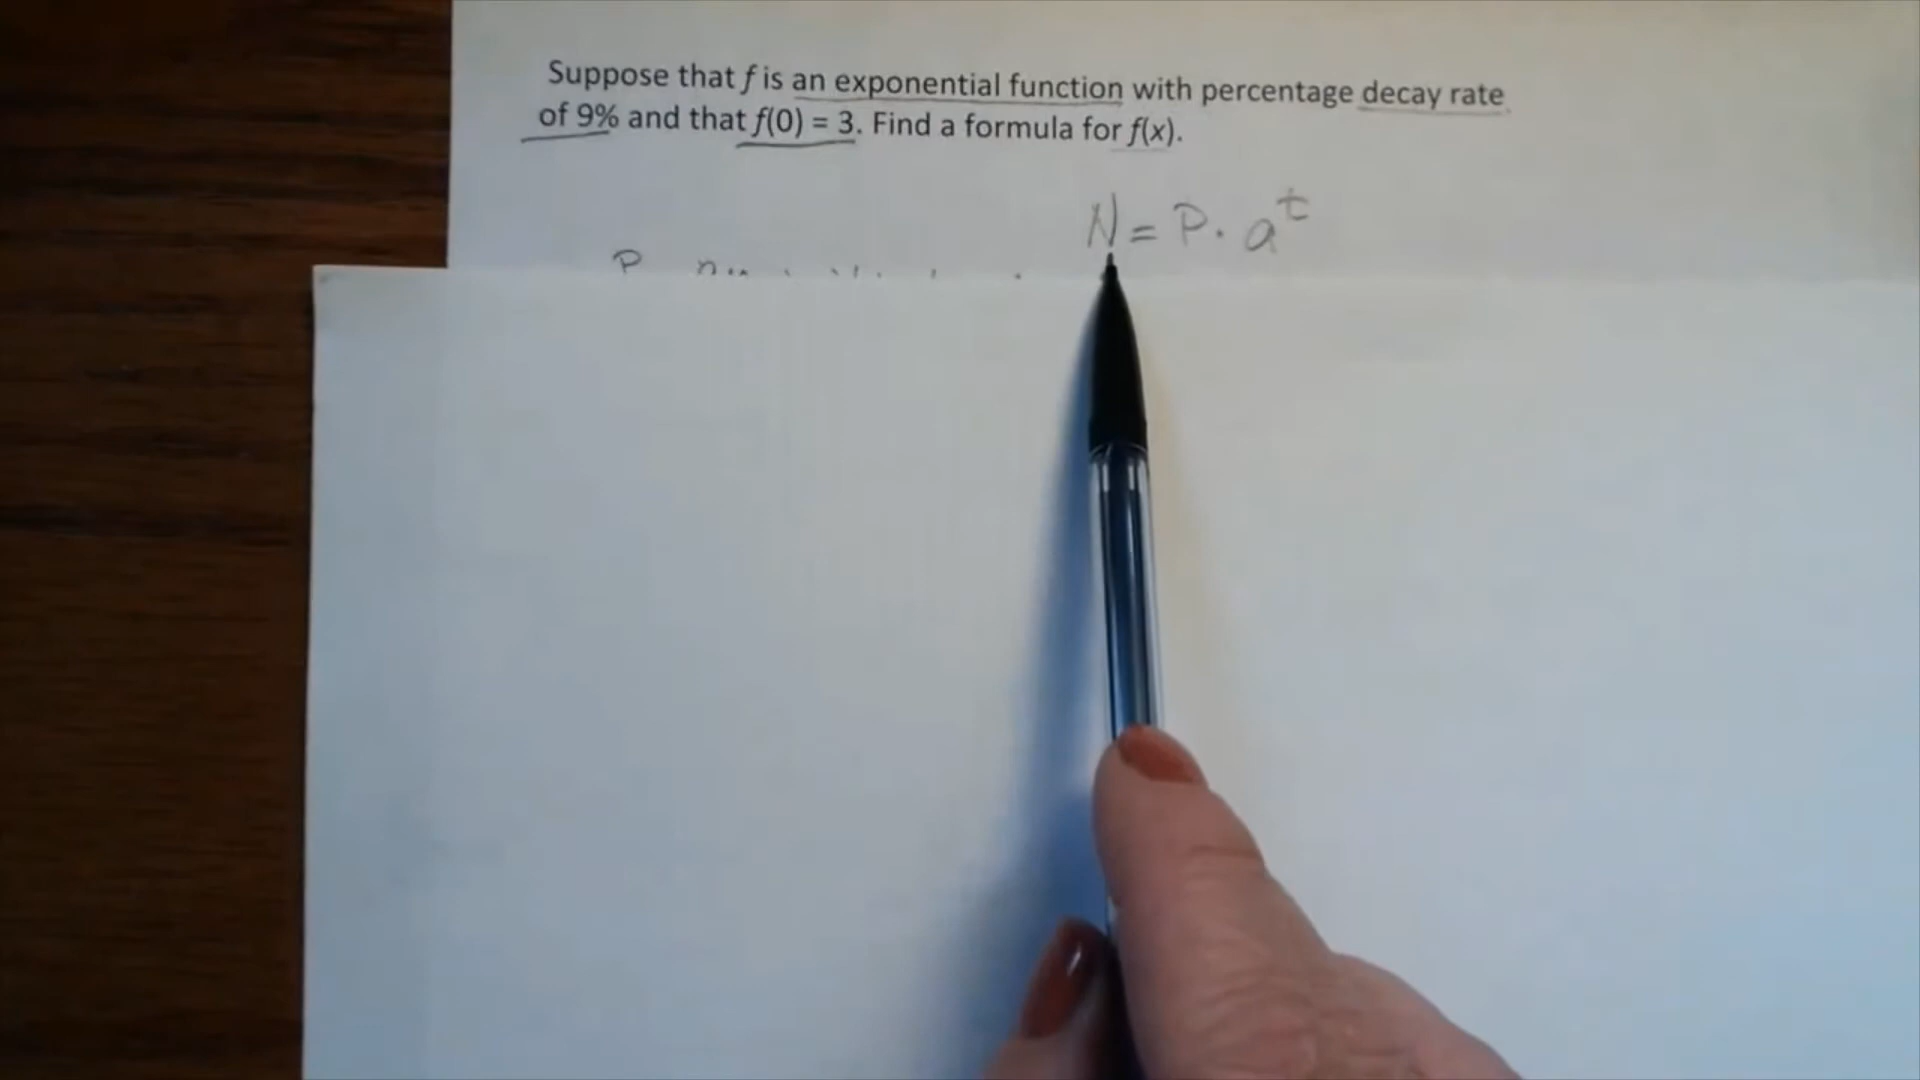 Suppose that f is an exponential function with percentage decay rate
of 9% and that f(0) = 3. Find a formula for f(x).
N = P · a^t
P